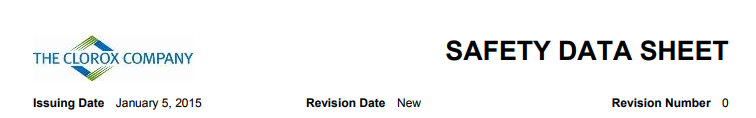 THE CLOROX COMPANY
SAFETY DATA SHEET
Issuing Date January 5, 2015 Revision Date New Revision Number 0